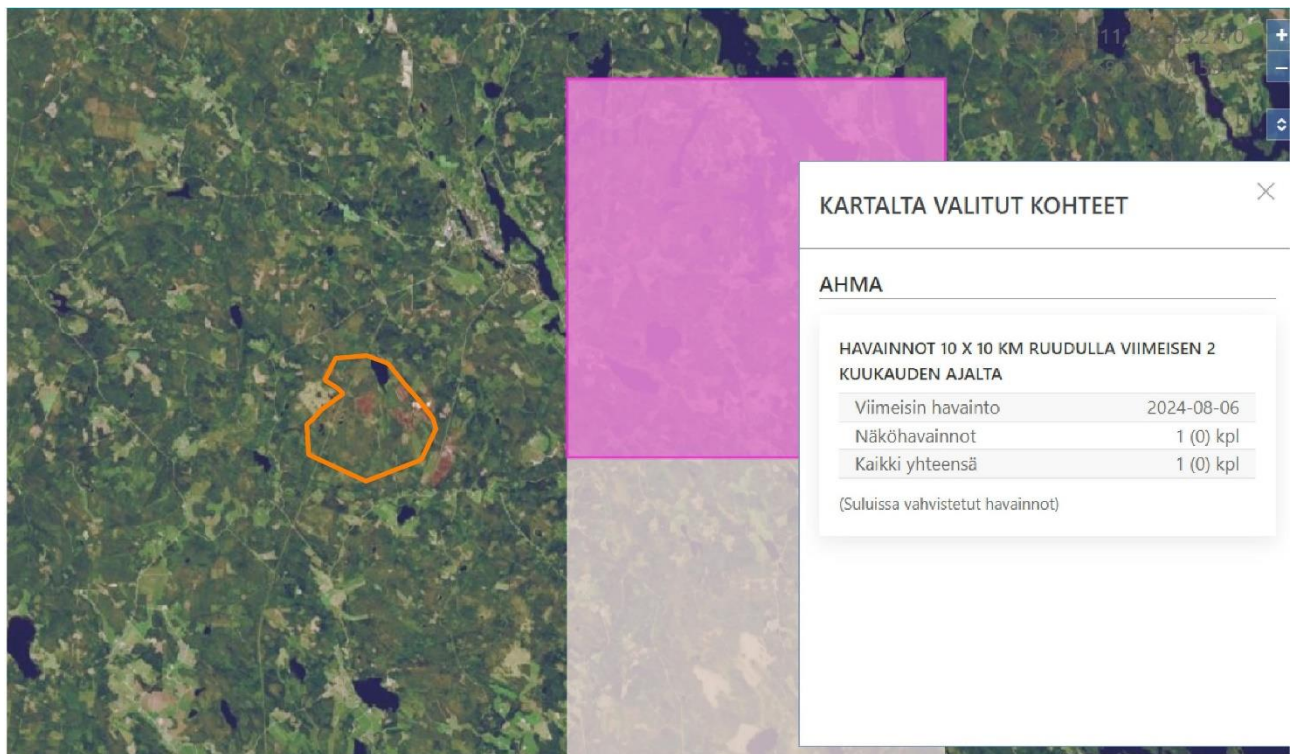 KARTALTA VALITUT KOHTEET
AHMA
HAVAINNOT 10 X 10 KM RUUDULLA VIIMEISEN 2
KUUKAUDEN AJALTA
Viimeisin havainto 2024-08-06
Näköhavainnot 1 (0) kpl
Kaikki yhteensä 1 (0) kpl
(Suluissa vahvistetut havainnot)